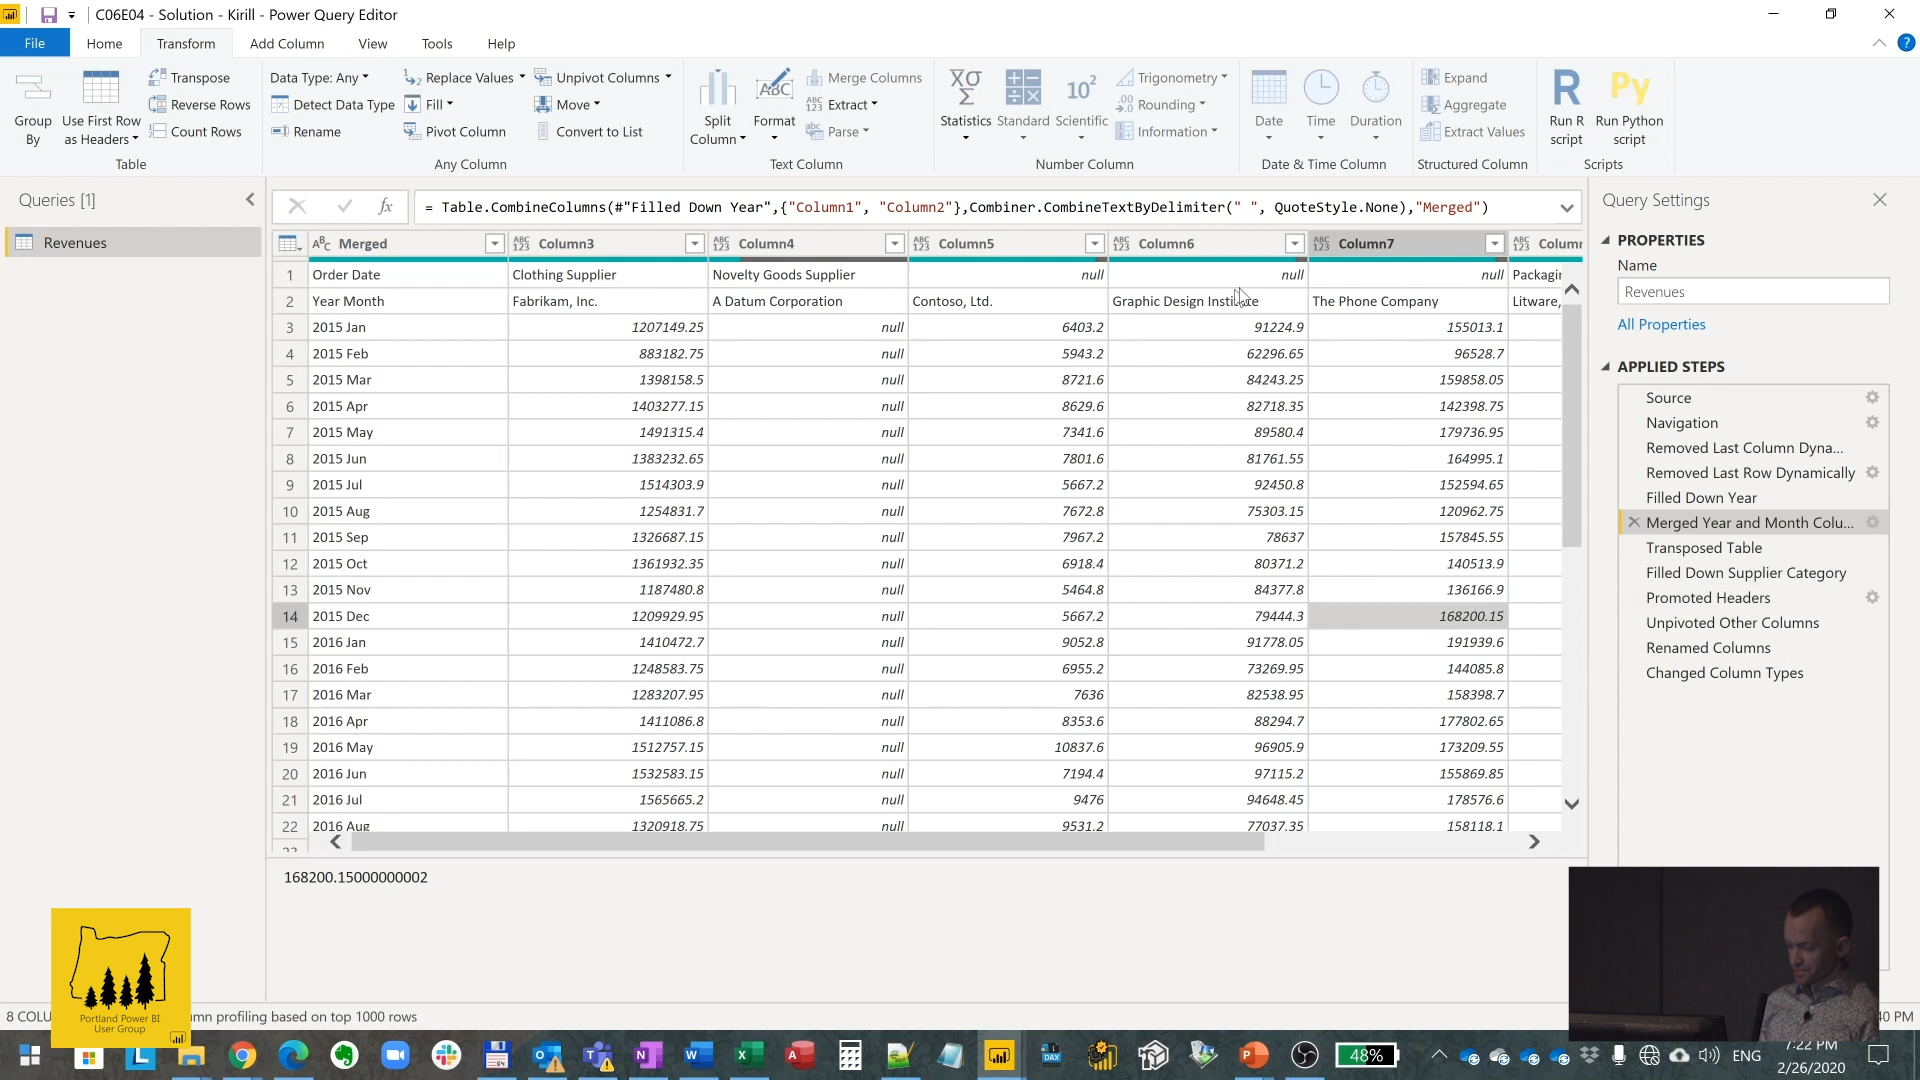 C06E04 - Solution - Kirill - Power Query Editor
File Home Transform Add Column View Tools Help
Group By
Use First Row as Headers
Transpose
Reverse Rows
Count Rows
Table
Data Type: Any
Detect Data Type
Rename
Replace Values
Fill
Pivot Column
Unpivot Columns
Move
Convert to List
Any Column
Split Column
Format
Merge Columns
Extract
Parse
Text Column
Statistics
Standard
Scientific
Trigonometry
Rounding
Information
Number Column
Date
Time
Duration
Date & Time Column
Expand
Aggregate
Extract Values
Structured Column
Run R script
Run Python script
Scripts
Queries [1]
Revenues
= Table.CombineColumns(#"Filled Down Year",{"Column1", "Column2"},Combiner.CombineTextByDelimiter(" ", QuoteStyle.None),"Merged")
Merged Column3 Column4 Column5 Column6 Column7 Colum
1 Order Date Clothing Supplier Novelty Goods Supplier null null null Packagin
2 Year Month Fabrikam, Inc. A Datum Corporation Contoso, Ltd. Graphic Design Institute The Phone Company Litware,
3 2015 Jan 1207149.25 null 6403.2 91224.9 155013.1
4 2015 Feb 883182.75 null 5943.2 62296.65 96528.7
5 2015 Mar 1398158.5 null 8721.6 84243.25 159858.05
6 2015 Apr 1403277.15 null 8629.6 82718.35 142398.75
7 2015 May 1491315.4 null 7341.6 89580.4 179736.95
8 2015 Jun 1383232.65 null 7801.6 81761.55 164995.1
9 2015 Jul 1514303.9 null 5667.2 92450.8 152594.65
10 2015 Aug 1254831.7 null 7672.8 75303.15 120962.75
11 2015 Sep 1326687.15 null 7967.2 78637 157845.55
12 2015 Oct 1361932.35 null 6918.4 80371.2 140513.9
13 2015 Nov 1187480.8 null 5464.8 84377.8 136166.9
14 2015 Dec 1209929.95 null 5667.2 79444.3 168200.15
15 2016 Jan 1410472.7 null 9052.8 91778.05 191939.6
16 2016 Feb 1248583.75 null 6955.2 73269.95 144085.8
17 2016 Mar 1283207.95 null 7636 82538.95 158398.7
18 2016 Apr 1411086.8 null 8353.6 88294.7 177802.65
19 2016 May 1512757.15 null 10837.6 96905.9 173209.55
20 2016 Jun 1532583.15 null 7194.4 97115.2 155869.85
21 2016 Jul 1565665.2 null 9476 94648.45 178576.6
22 2016 Aug 1320918.75 null 9531.2 77037.35 158118.1
168200.15000000002
Query Settings
PROPERTIES
Name
Revenues
All Properties
APPLIED STEPS
Source
Navigation
Removed Last Column Dyna...
Removed Last Row Dynamically
Filled Down Year
Merged Year and Month Colu...
Transposed Table
Filled Down Supplier Category
Promoted Headers
Unpivoted Other Columns
Renamed Columns
Changed Column Types
Portland Power BI
User Group
8 COLU mn profiling based on top 1000 rows
40 PM
48%
ENG
7:22 PM
2/26/2020